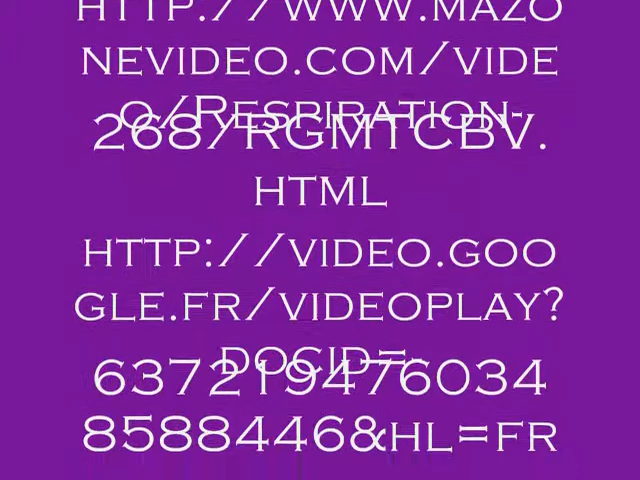 HTTP://WWW.MAZO
NEVIDEO.COM/VIDE
O/RESPIRATION-
268/RGMTCBV.
HTML
HTTP://VIDEO.GOO
GLE.FR/VIDEOPLAY?
DOCID=-
637219476034
85884446&HL=FR